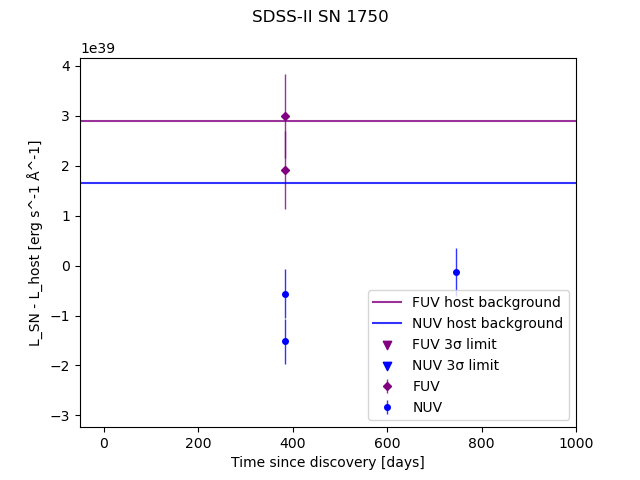 SDSS-II SN 1750
1e39
4
3
2
1
0
−1
−2
−3
L_SN - L_host [erg s^-1 Å^-1]
FUV host background
NUV host background
FUV 3σ limit
NUV 3σ limit
FUV
NUV
0 200 400 600 800 1000
Time since discovery [days]